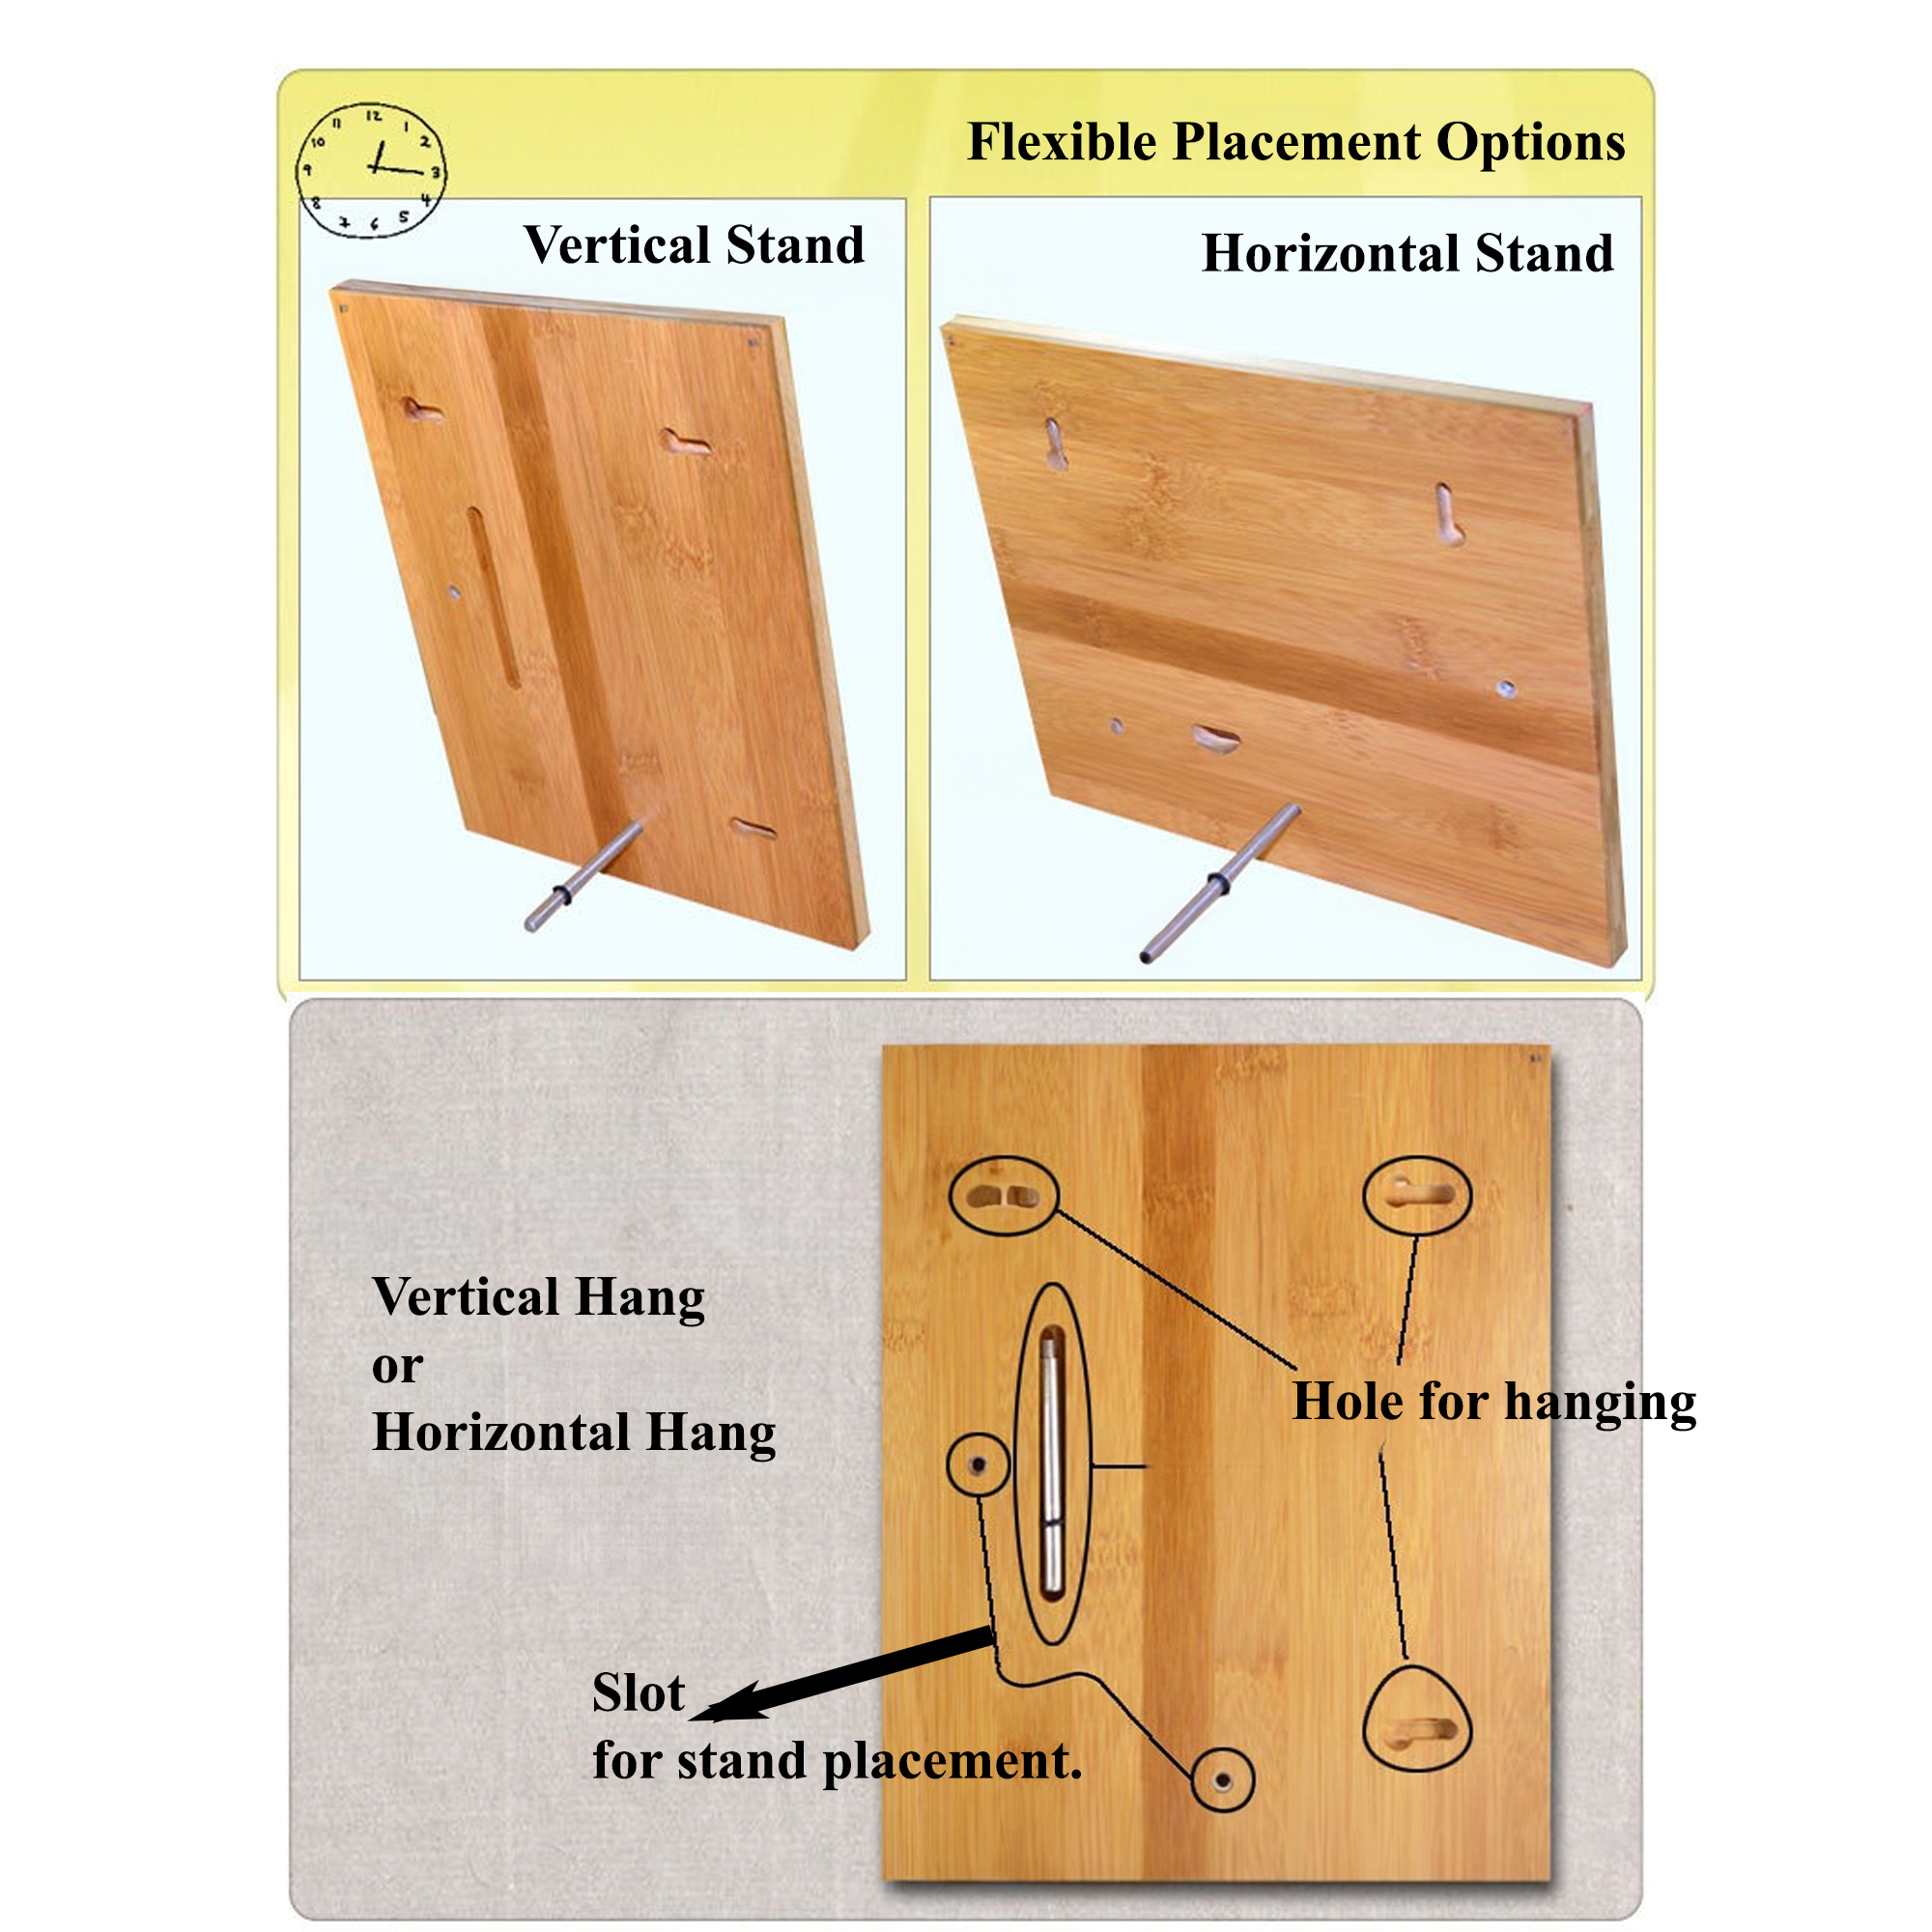 12
11
1
10
2
9
3
8
4
7
6
5
Flexible Placement Options
Vertical Stand
Horizontal Stand
Vertical Hang
or
Horizontal Hang
Hole for hanging
Slot
for stand placement.